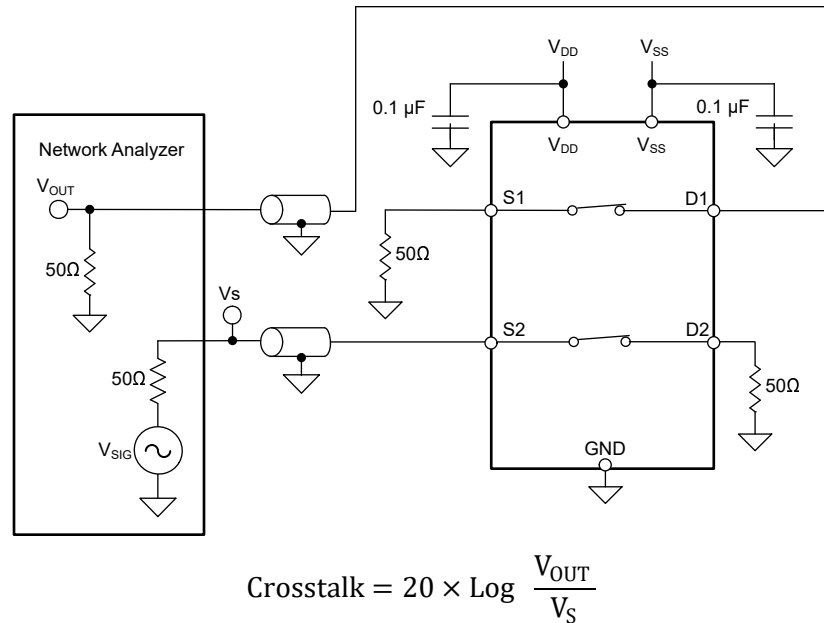 V_DD
V_SS
0.1 µF
0.1 µF
V_DD
V_SS
Network Analyzer
V_OUT
S1
D1
50Ω
50Ω
Vs
S2
D2
50Ω
50Ω
V_SIG
GND
Crosstalk = 20 × Log V_OUT / V_S